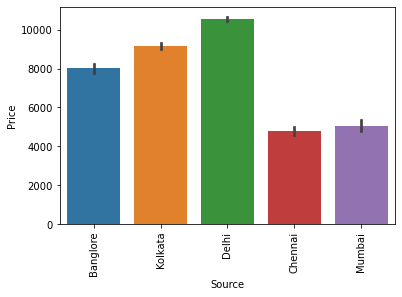 10000
8000
6000
4000
2000
0
Price
Banglore
Kolkata
Delhi
Chennai
Mumbai
Source